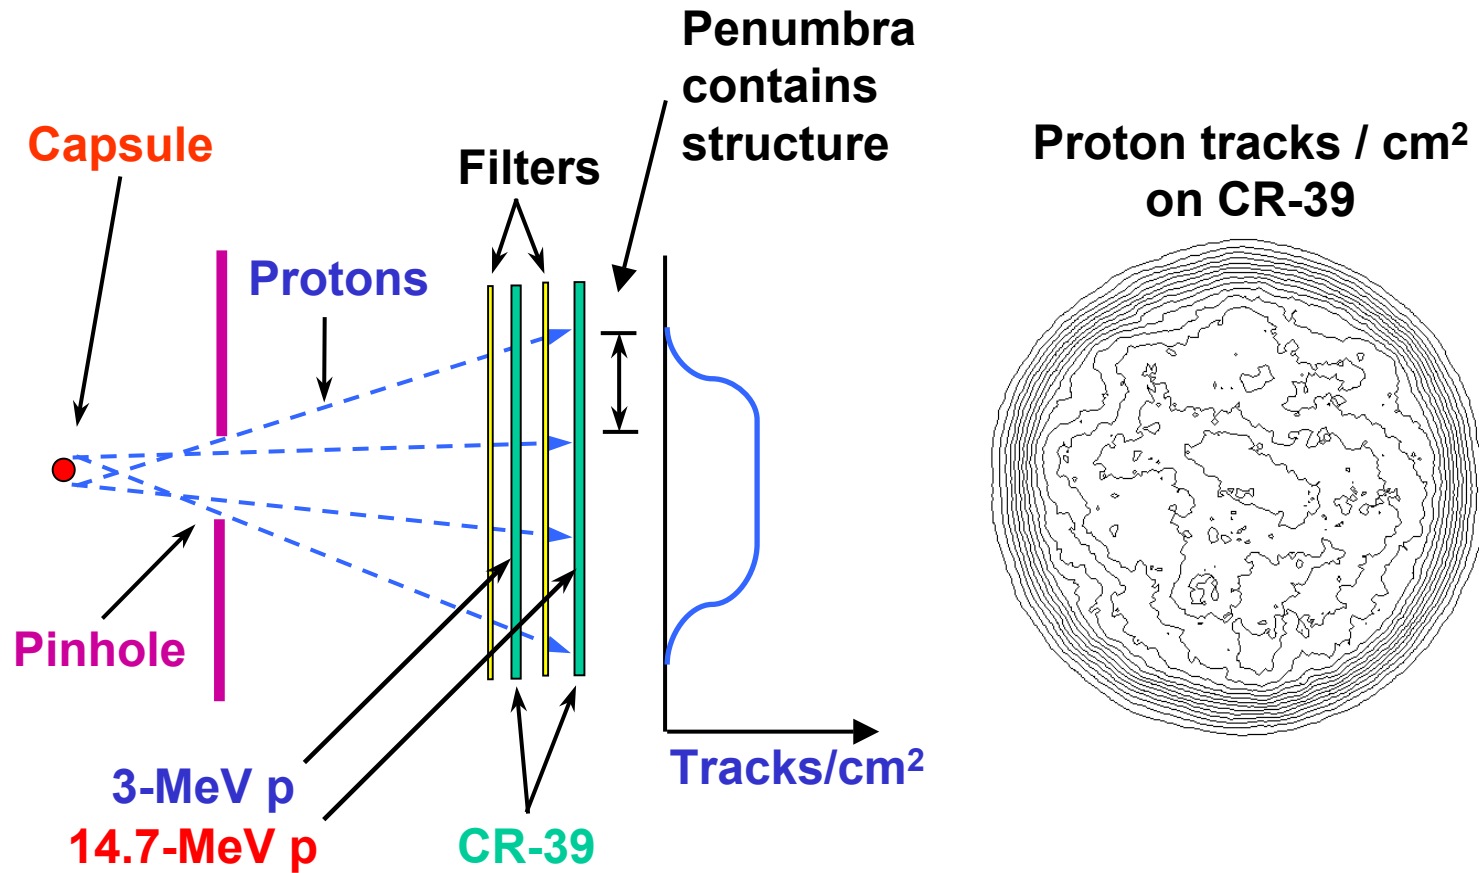 Penumbra
contains
structure
Capsule
Filters
Proton tracks / cm²
on CR-39
Protons
Pinhole
3-MeV p
14.7-MeV p
CR-39
Tracks/cm²